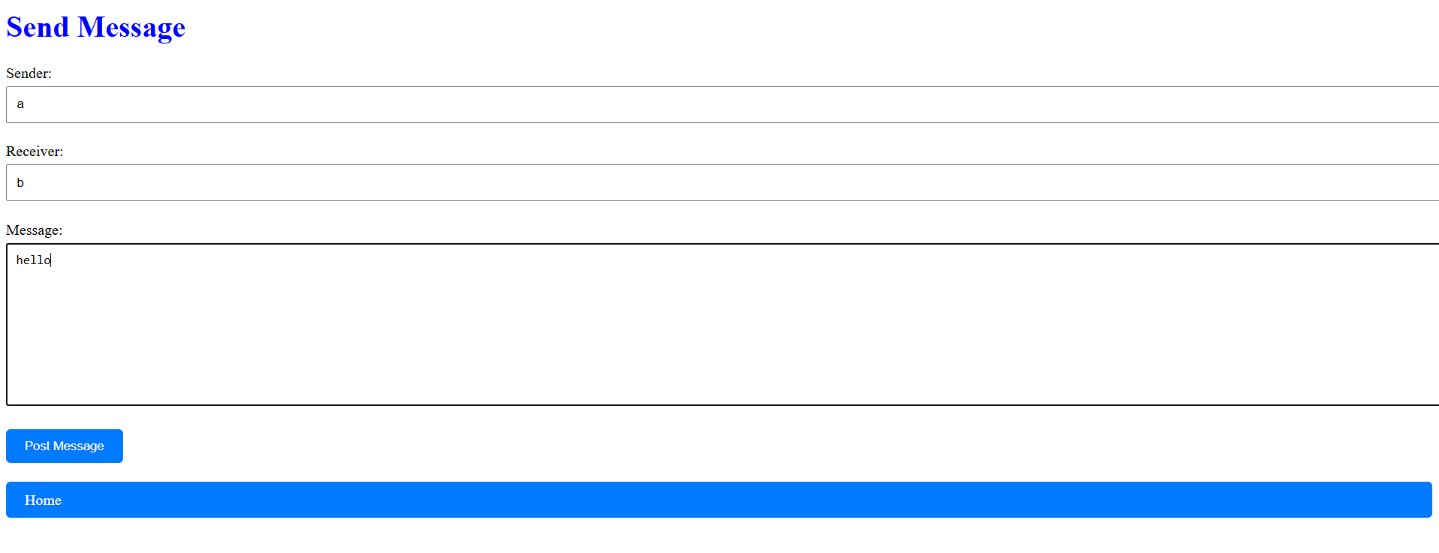 Send Message
Sender:
a
Receiver:
b
Message:
hello
Post Message
Home